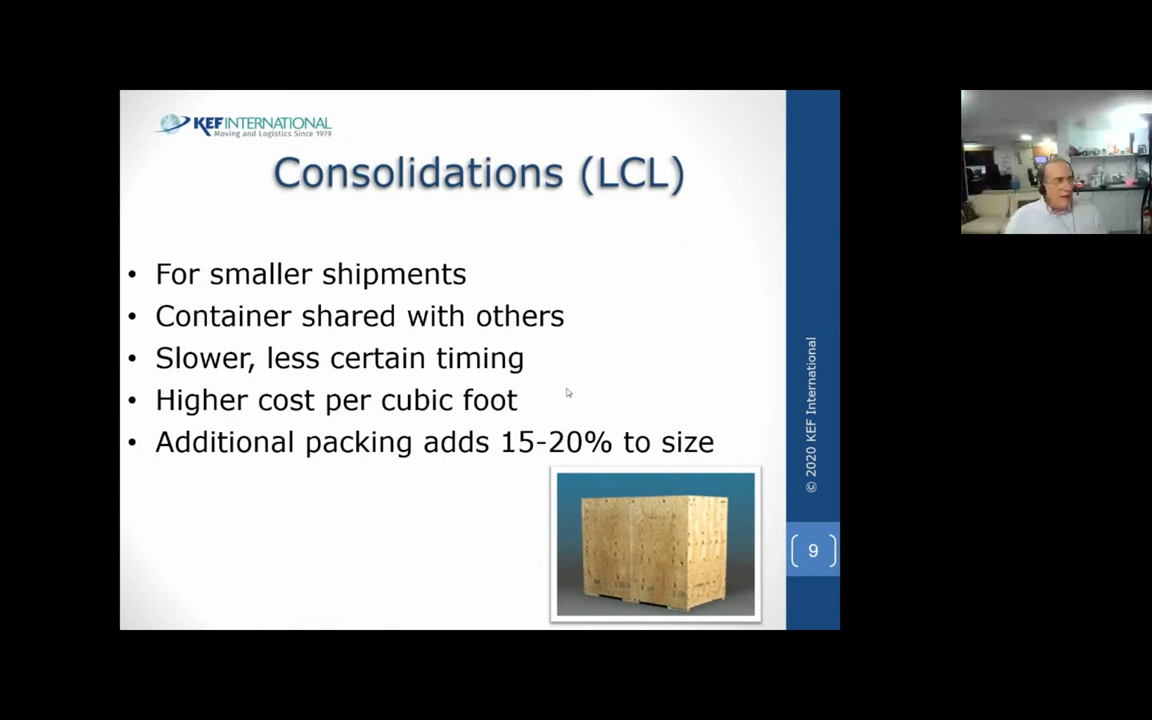 KEF INTERNATIONAL
Moving and Logistics Since 1979
Consolidations (LCL)
• For smaller shipments
• Container shared with others
• Slower, less certain timing
• Higher cost per cubic foot
• Additional packing adds 15-20% to size
© 2020 KEF International
9